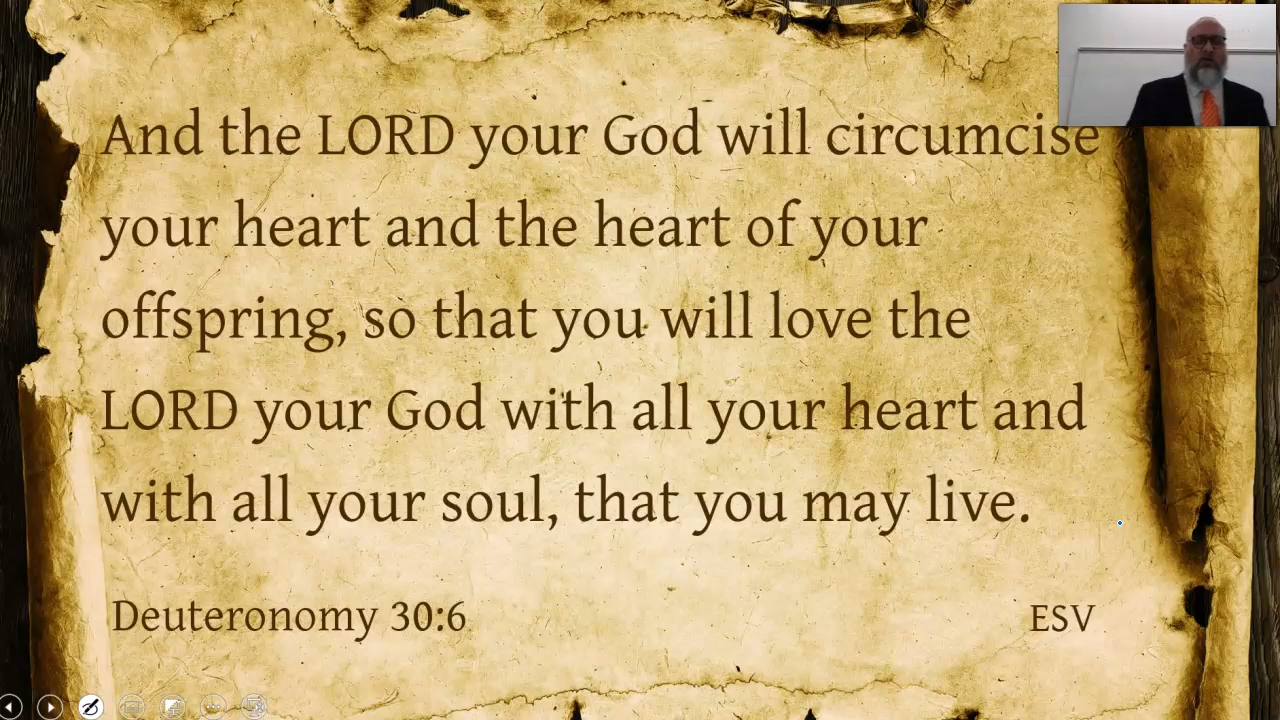 And the LORD your God will circumcise
your heart and the heart of your
offspring, so that you will love the
LORD your God with all your heart and
with all your soul, that you may live.
Deuteronomy 30:6
ESV